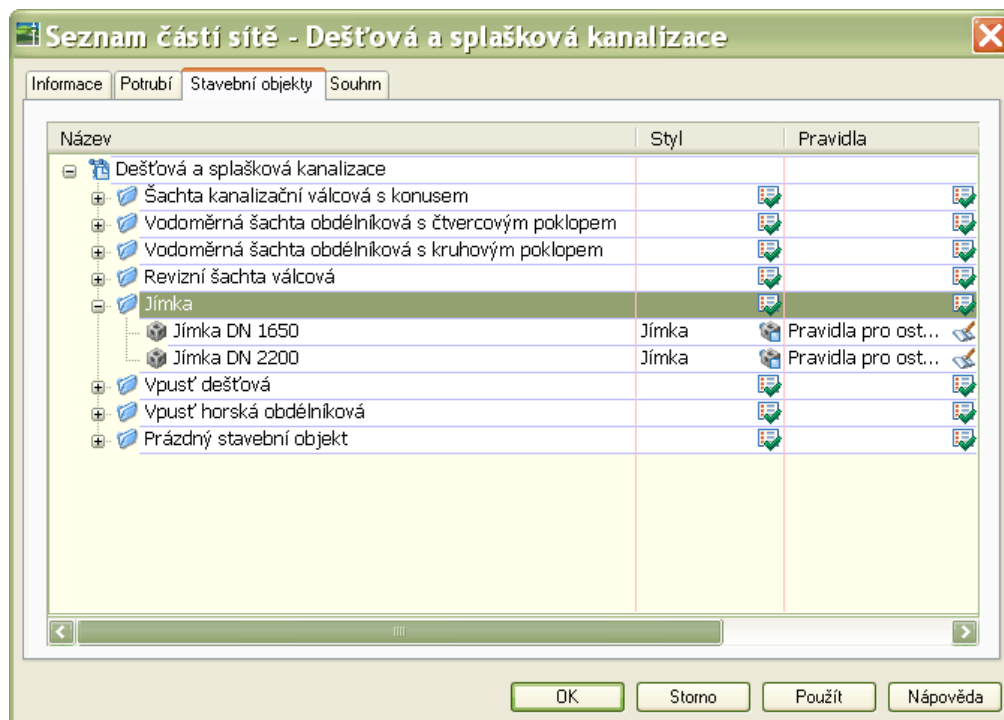 Seznam částí sítě - Dešťová a splašková kanalizace
Informace Potrubí Stavební objekty Souhrn
Název Styl Pravidla
Dešťová a splašková kanalizace
Šachta kanalizační válcová s konusem
Vodoměrná šachta obdélníková s čtvercovým poklopem
Vodoměrná šachta obdélníková s kruhovým poklopem
Revizní šachta válcová
Jímka
Jímka DN 1650 Jímka Pravidla pro ost...
Jímka DN 2200 Jímka Pravidla pro ost...
Vpusť dešťová
Vpusť horská obdélníková
Prázdný stavební objekt
OK Storno Použít Nápověda